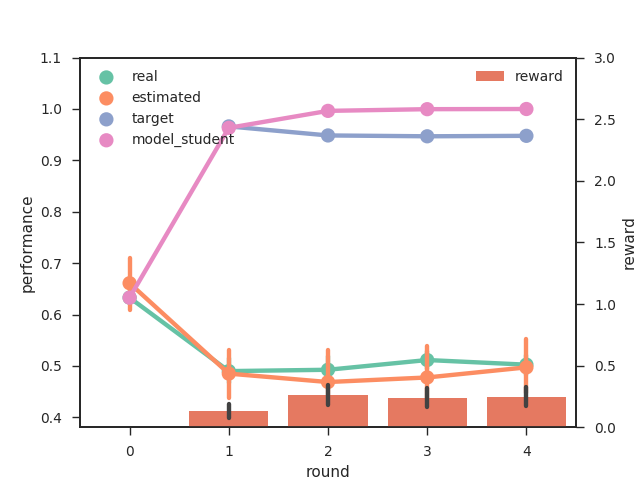 real
estimated
target
model_student
reward
1.1
1.0
0.9
0.8
0.7
0.6
0.5
0.4
performance
3.0
2.5
2.0
1.5
1.0
0.5
0.0
reward
0 1 2 3 4
round